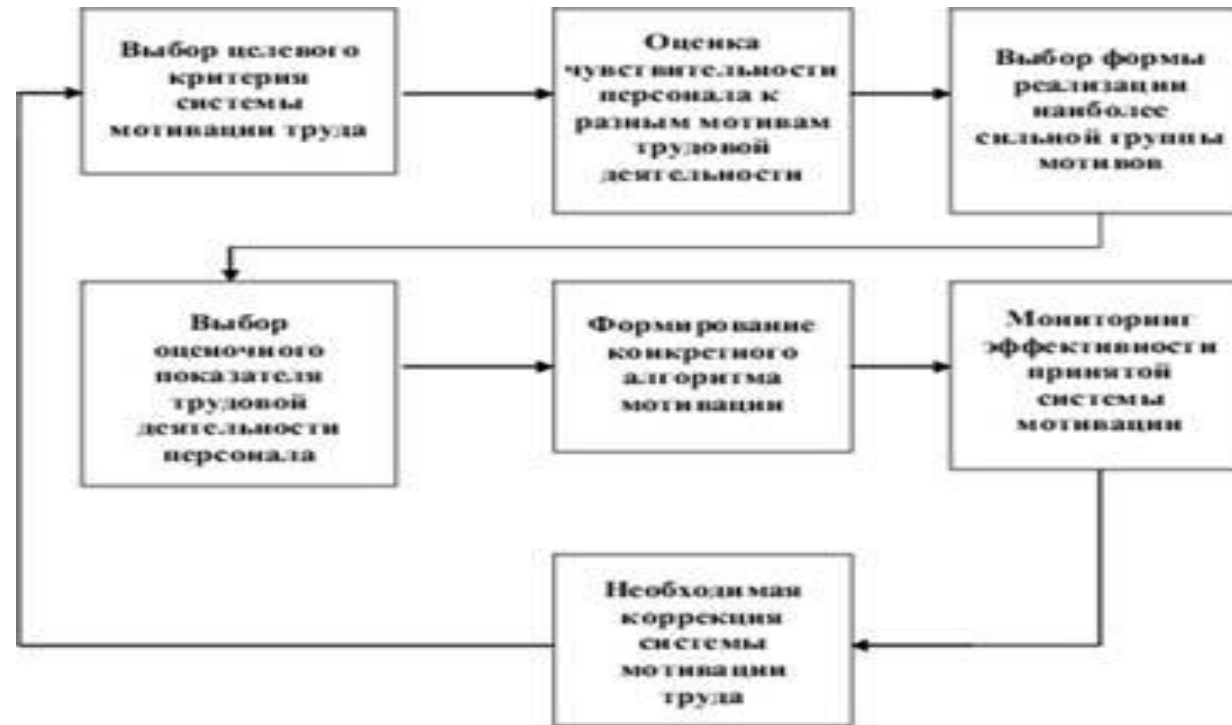 Выбор целевого
критерия
системы
мотивации труда
Оценка
чувствительности
персонала к
разным мотивам
трудовой
деятельности
Выбор формы
реализации
наиболее
сильной группы
мотивов
Выбор
оценочного
показателя
трудовой
деятельности
персонала
Формирование
конкретного
алгоритма
мотивации
Мониторинг
эффективности
принятой
системы
мотивации
Необходимая
коррекция
системы
мотивации
труда